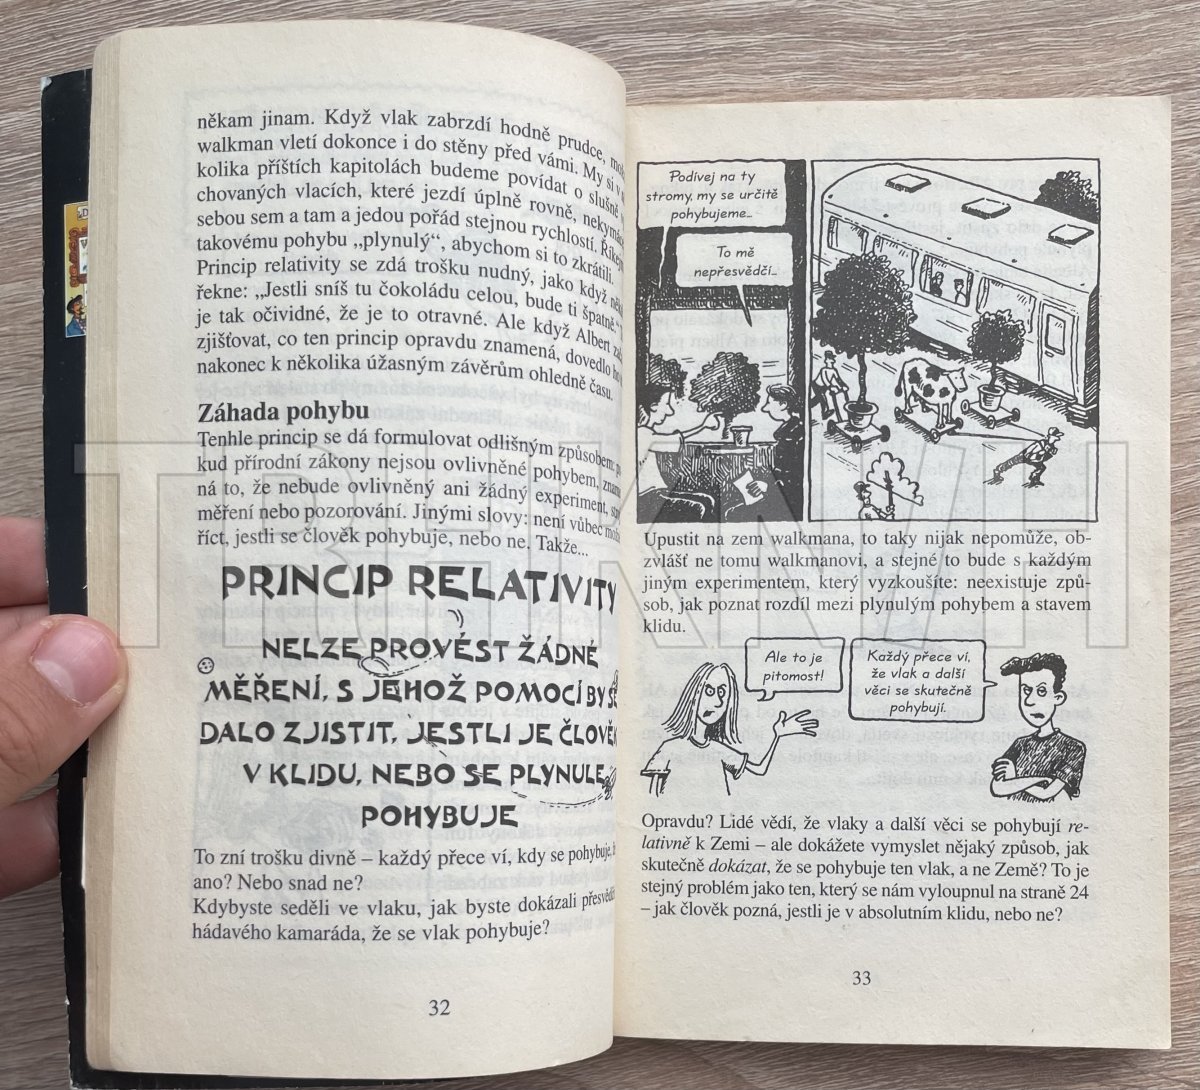 někam jinam. Když vlak zabrzdí hodně prudce,
walkman vletí dokonce i do stěny před vámi. My si v
kolika příštích kapitolách budeme povídat o slušně
chovaných vlacích, které jezdí úplně rovně,
sebou sem a tam a jedou pořád stejnou rychlostí.
takovému pohybu „plynulý“, abychom si to zkrátili.
Princip relativity se zdá trošku nudný, jako když
řekne: „Jestli sníš tu čokoládu celou, bude ti špatně.“
je tak očividné, že je to otravné. Ale když Albert
zjišťovat, co ten princip opravdu znamená, dovedlo
nakonec k několika úžasným závěrům ohledně času.
Záhada pohybu
Tenhle princip se dá formulovat odlišným způsobem:
kud přírodní zákony nejsou ovlivněné pohybem,
ná to, že nebude ovlivněný ani žádný experiment,
měření nebo pozorování. Jinými slovy: není vůbec
říct, jestli se člověk pohybuje, nebo ne. Takže...
PRINCIP RELATIVITY
NELZE PROVÉST ŽÁDNÉ
MĚŘENÍ, S JEHOŽ POMOCÍ BY SE
DALO ZJISTIT, JESTLI JE ČLOVĚK
V KLIDU, NEBO SE PLYNULE
POHYBUJE
To zní trošku divně – každý přece ví, kdy se pohybuje,
ano? Nebo snad ne?
Kdybyste seděli ve vlaku, jak byste dokázali
hádavého kamaráda, že se vlak pohybuje?
32
Podívej na ty
stromy, my se určitě
pohybujeme...
To mě
nepřesvědčí...
Upustit na zem walkmana, to taky nijak nepomůže, ob-
zvlášť ne tomu walkmanovi, a stejné to bude s každým
jiným experimentem, který vyzkoušíte: neexistuje způ-
sob, jak poznat rozdíl mezi plynulým pohybem a stavem
klidu.
Ale to je
pitomost!
Každý přece ví,
že vlak a další
věci se skutečně
pohybují.
Opravdu? Lidé vědí, že vlaky a další věci se pohybují re-
lativně k Zemi – ale dokážete vymyslet nějaký způsob, jak
skutečně dokázat, že se pohybuje ten vlak, a ne Země? To je
stejný problém jako ten, který se nám vyloupnul na straně 24
– jak člověk pozná, jestli je v absolutním klidu, nebo ne?
33